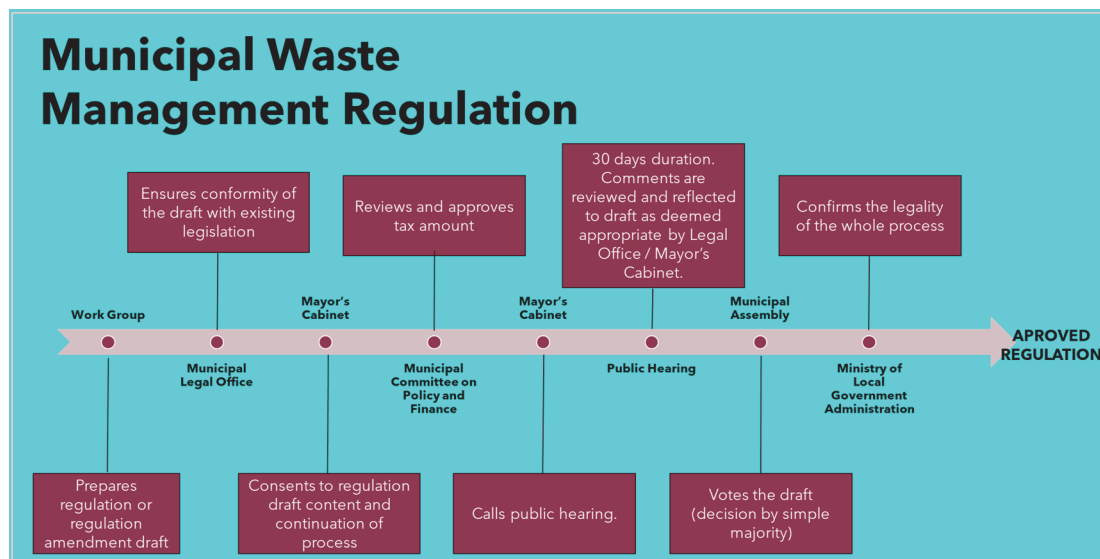 Municipal Waste
Management Regulation
Ensures conformity of
the draft with existing
legislation
Reviews and approves
tax amount
30 days duration.
Comments are
reviewed and reflected
to draft as deemed
appropriate by Legal
Office / Mayor's
Cabinet.
Confirms the legality
of the whole process
Work Group
Mayor's
Cabinet
Mayor's
Cabinet
Municipal
Assembly
APROVED
REGULATION
Municipal
Legal Office
Municipal
Committee on
Policy and
Finance
Public Hearing
Ministry of
Local
Government
Administration
Prepares
regulation or
regulation
amendment draft
Consents to regulation
draft content and
continuation of
process
Calls public hearing.
Votes the draft
(decision by simple
majority)